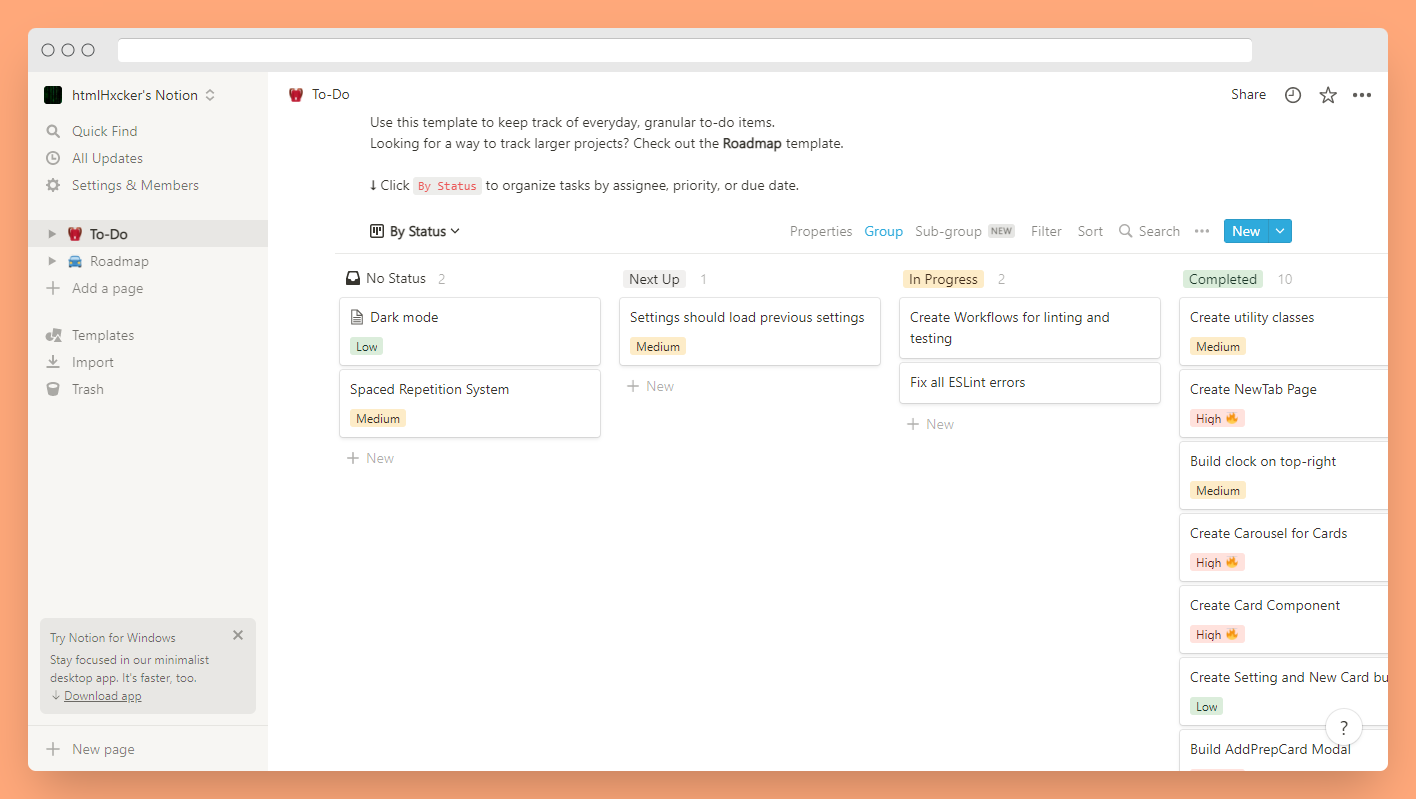 htmlHxcker's Notion
Quick Find
All Updates
Settings & Members
To-Do
Roadmap
Add a page
Templates
Import
Trash
Try Notion for Windows
Stay focused in our minimalist
desktop app. It's faster, too.
↓ Download app
New page
To-Do
Share
Use this template to keep track of everyday, granular to-do items.
Looking for a way to track larger projects? Check out the Roadmap template.
↓ Click By Status to organize tasks by assignee, priority, or due date.
By Status
Properties Group Sub-group NEW Filter Sort Search ••• New
No Status 2
Dark mode
Low
Spaced Repetition System
Medium
+ New
Next Up 1
Settings should load previous settings
Medium
+ New
In Progress 2
Create Workflows for linting and
testing
Fix all ESLint errors
+ New
Completed 10
Create utility classes
Medium
Create NewTab Page
High 🔥
Build clock on top-right
Medium
Create Carousel for Cards
High 🔥
Create Card Component
High 🔥
Create Setting and New Card bu
Low
Build AddPrepCard Modal
?